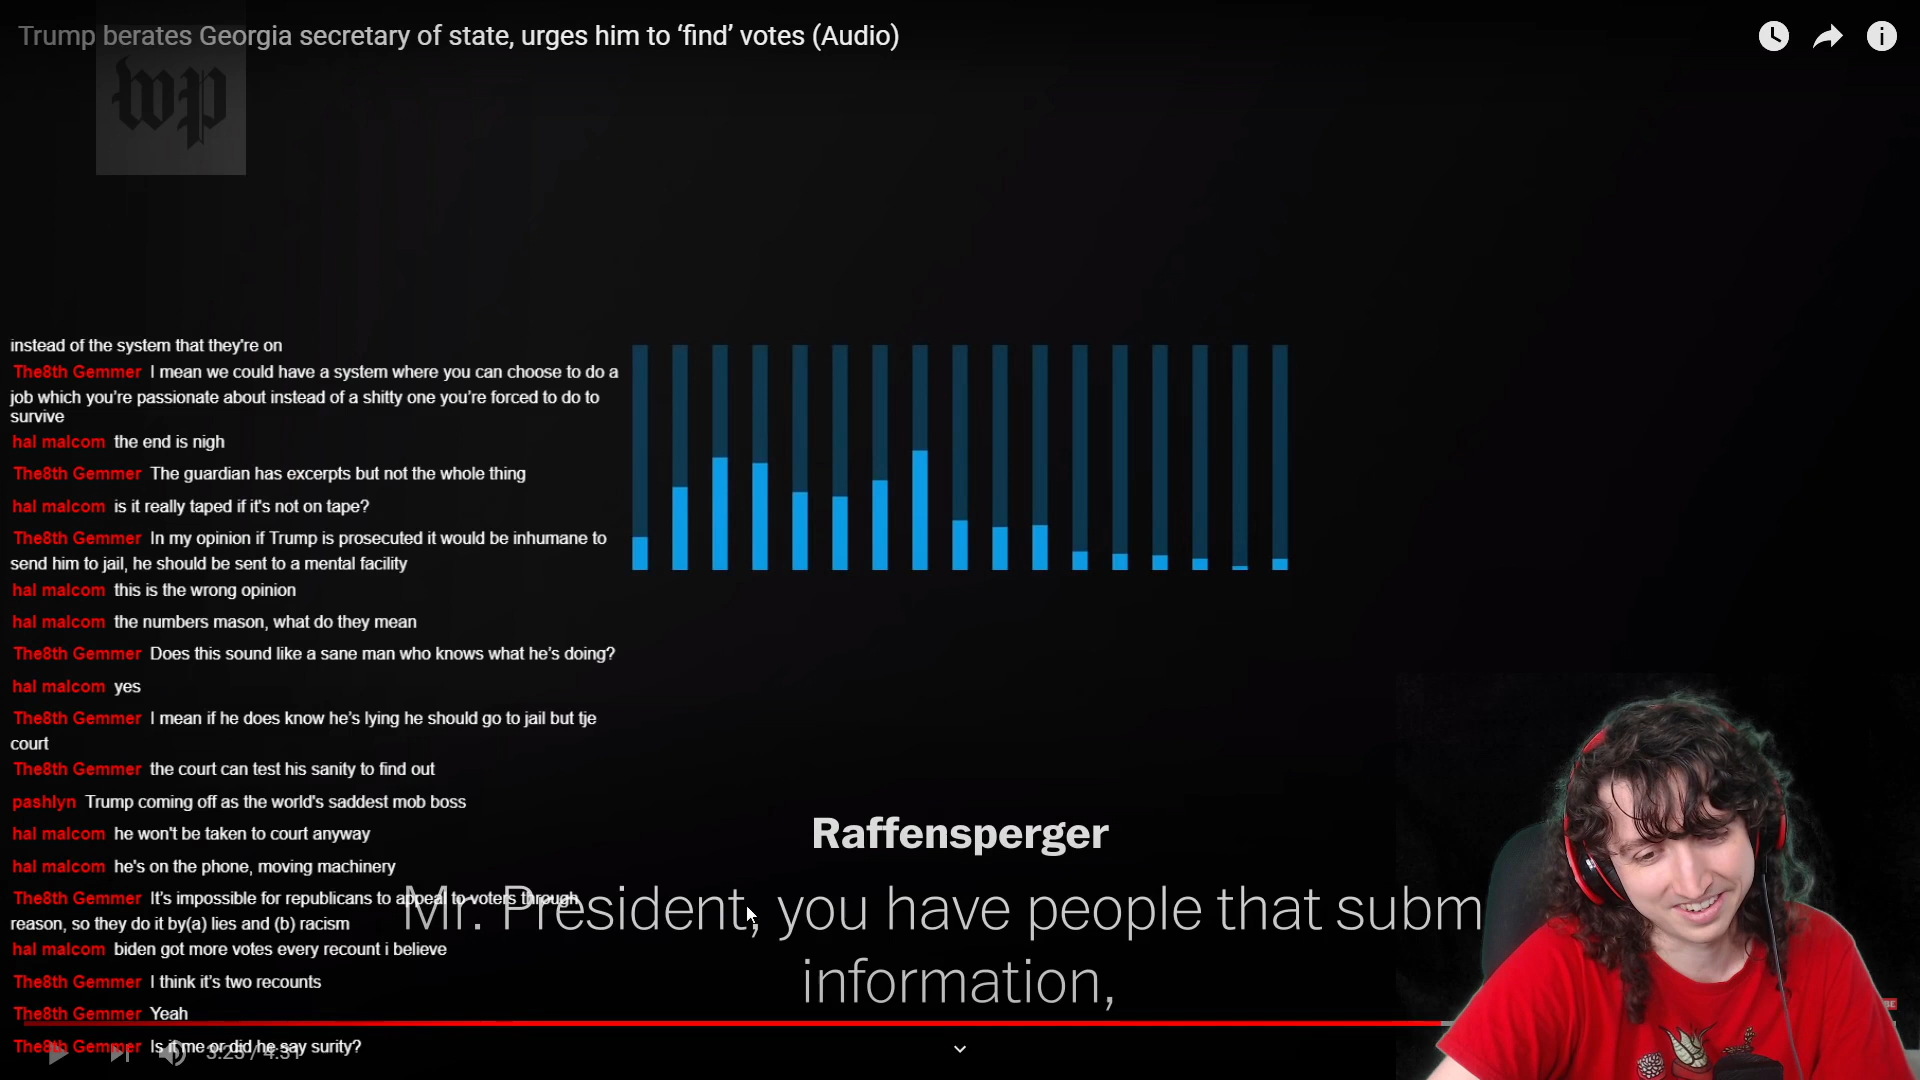 Trump berates Georgia secretary of state, urges him to ‘find’ votes (Audio)
wp
instead of the system that they're on
The8th Gemmer I mean we could have a system where you can choose to do a
job which you’re passionate about instead of a shitty one you’re forced to do to
survive
hal malcom the end is nigh
The8th Gemmer The guardian has excerpts but not the whole thing
hal malcom is it really taped if it's not on tape?
The8th Gemmer In my opinion if Trump is prosecuted it would be inhumane to
send him to jail, he should be sent to a mental facility
hal malcom this is the wrong opinion
hal malcom the numbers mason, what do they mean
The8th Gemmer Does this sound like a sane man who knows what he’s doing?
hal malcom yes
The8th Gemmer I mean if he does know he’s lying he should go to jail but tje
court
The8th Gemmer the court can test his sanity to find out
pashlyn Trump coming off as the world's saddest mob boss
hal malcom he won't be taken to court anyway
hal malcom he's on the phone, moving machinery
The8th Gemmer It’s impossible for republicans to appeal to voters through
reason, so they do it by(a) lies and (b) racism
hal malcom biden got more votes every recount i believe
The8th Gemmer I think it’s two recounts
The8th Gemmer Yeah
The8th Gemmer Is it me or did he say surity?
Raffensperger
Mr. President, you have people that subm
information,
3:25 / 4:31